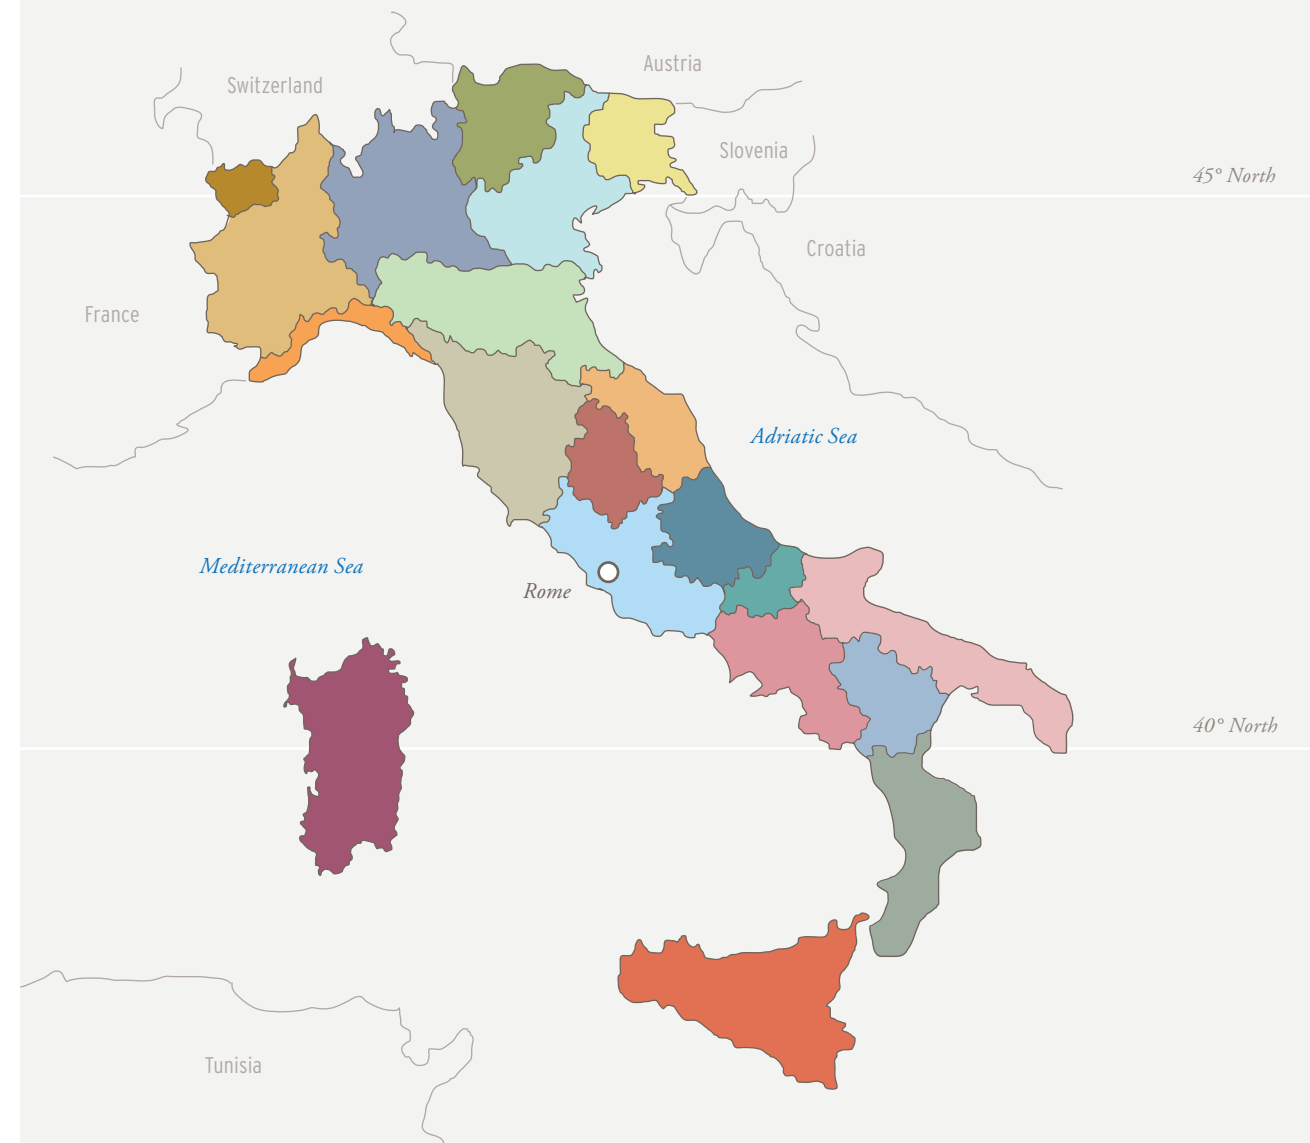 Austria
Switzerland
Slovenia
45° North
Croatia
France
Adriatic Sea
Mediterranean Sea
Rome
40° North
Tunisia